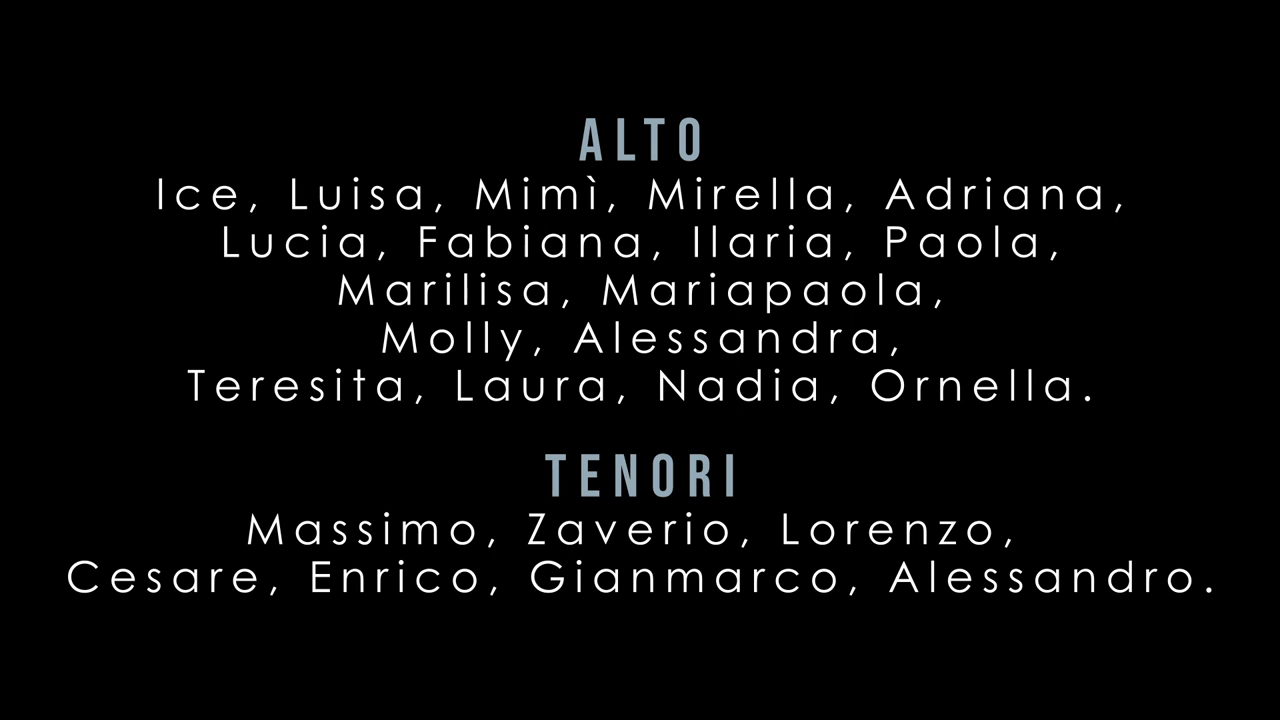 ALTO
Ice, Luisa, Mimì, Mirella, Adriana,
Lucia, Fabiana, Ilaria, Paola,
Marilisa, Mariapaola,
Molly, Alessandra,
Teresita, Laura, Nadia, Ornella.
TENORI
Massimo, Zaverio, Lorenzo,
Cesare, Enrico, Gianmarco, Alessandro.